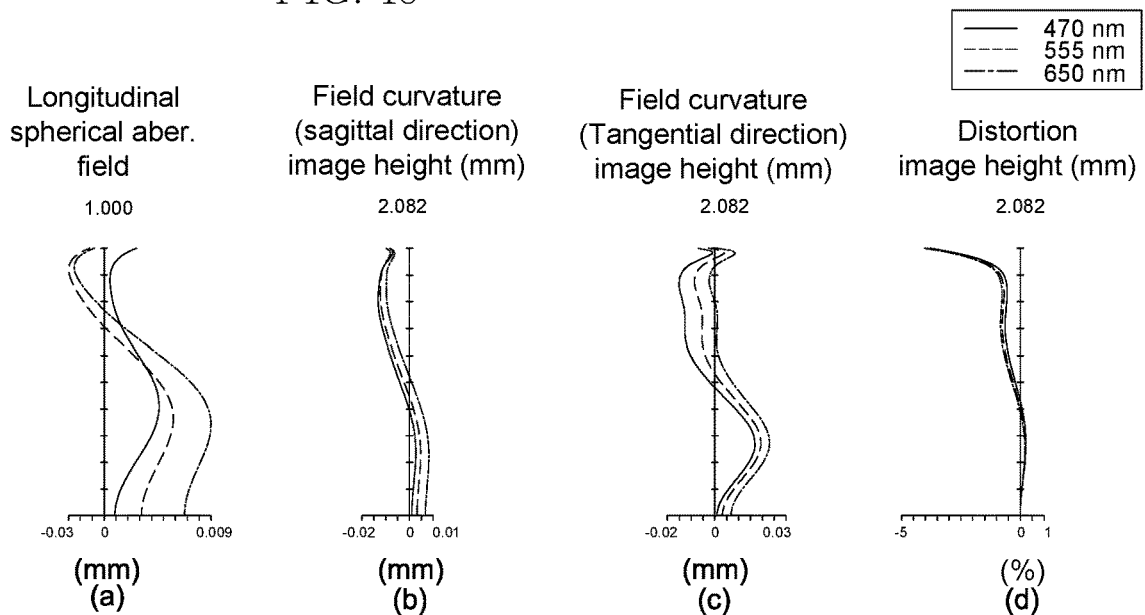 470 nm
555 nm
650 nm
Longitudinal
spherical aber.
field
1.000
Field curvature
(sagittal direction)
image height (mm)
2.082
Field curvature
(Tangential direction)
image height (mm)
2.082
Distortion
image height (mm)
2.082
-0.03 0 0.009
(mm)
(a)
-0.02 0 0.01
(mm)
(b)
-0.02 0 0.03
(mm)
(c)
-5 0 1
(%)
(d)